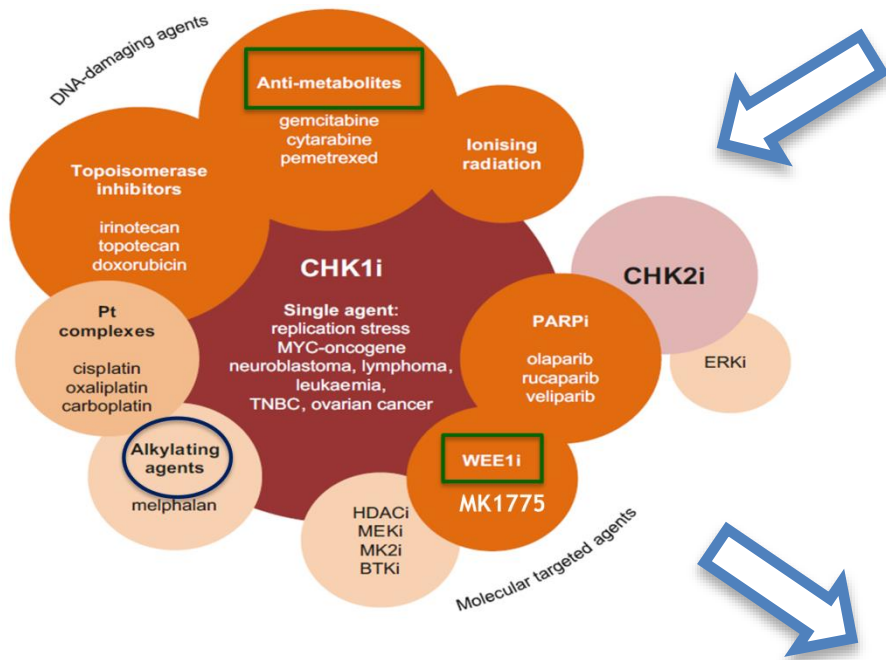 DNA-damaging agents
Anti-metabolites
gemcitabine
cytarabine
pemetrexed
Ionising
radiation
Topoisomerase
inhibitors
irinotecan
topotecan
doxorubicin
CHK1i
Single agent:
replication stress
MYC-oncogene
neuroblastoma, lymphoma,
leukaemia,
TNBC, ovarian cancer
CHK2i
PARPi
olaparib
rucaparib
veliparib
ERKi
Pt
complexes
cisplatin
oxaliplatin
carboplatin
Alkylating
agents
melphalan
WEE1i
MK1775
HDACi
MEKi
MK2i
BTKi
Molecular targeted agents